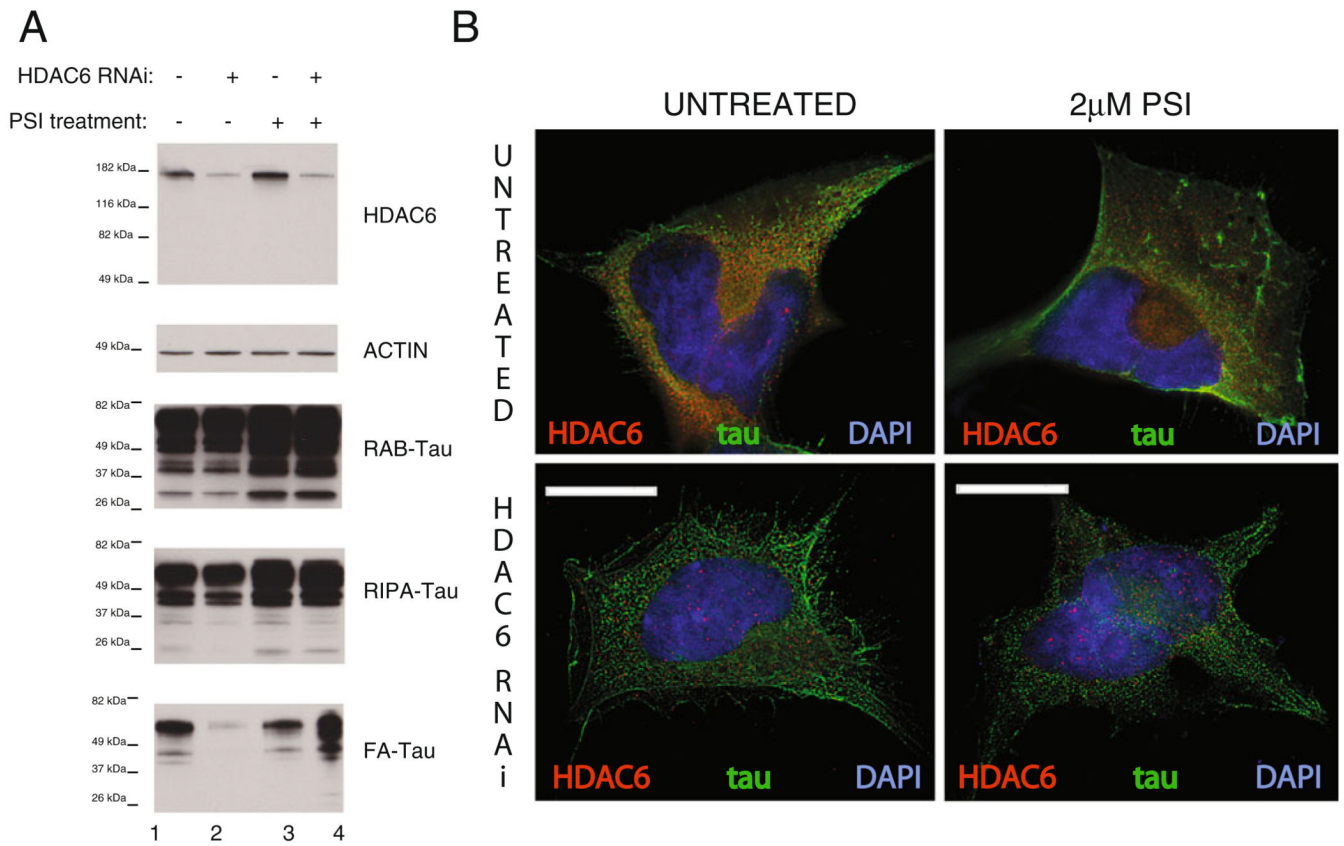 A
HDAC6 RNAi: - + - +
PSI treatment: - - + +
182 kDa
116 kDa
82 kDa
49 kDa
HDAC6
49 kDa
ACTIN
82 kDa
49 kDa
37 kDa
26 kDa
RAB-Tau
82 kDa
49 kDa
37 kDa
26 kDa
RIPA-Tau
82 kDa
49 kDa
37 kDa
26 kDa
FA-Tau
1 2 3 4
B
UNTREATED 2μM PSI
UNTREATED
HDAC6 tau DAPI
HDAC6 tau DAPI
HDAC6 RNAi
HDAC6 tau DAPI
HDAC6 tau DAPI